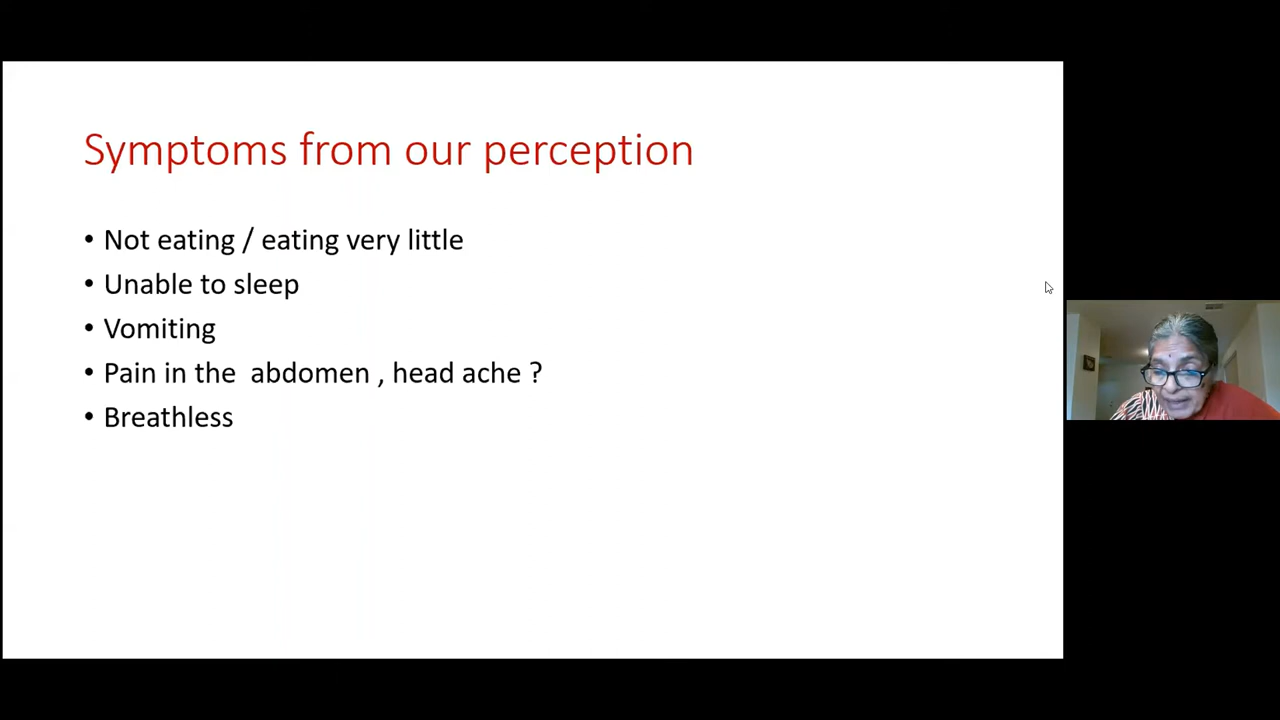 Symptoms from our perception
• Not eating / eating very little
• Unable to sleep
• Vomiting
• Pain in the  abdomen , head ache ?
• Breathless